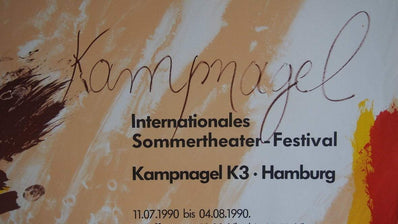 Kampnagel
Internationales
Sommertheater-Festival
Kampnagel K3 · Hamburg
11.07.1990 bis 04.08.1990.